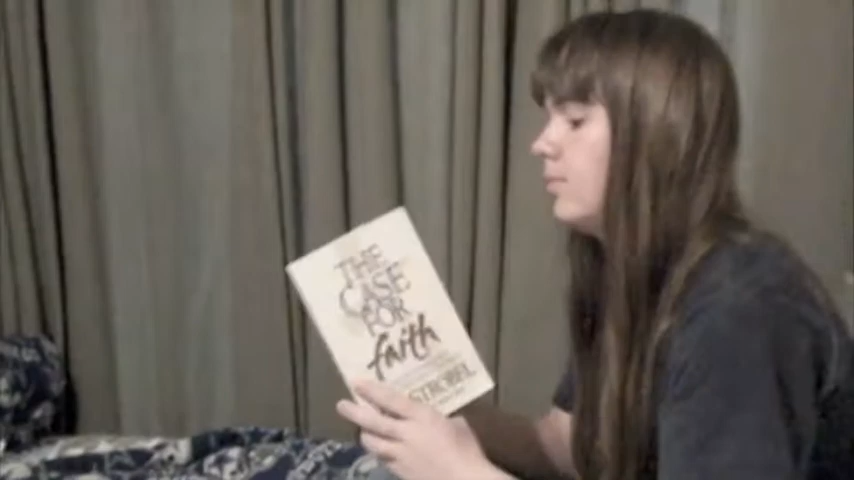 THE
CASE
FOR
faith
STROBEL